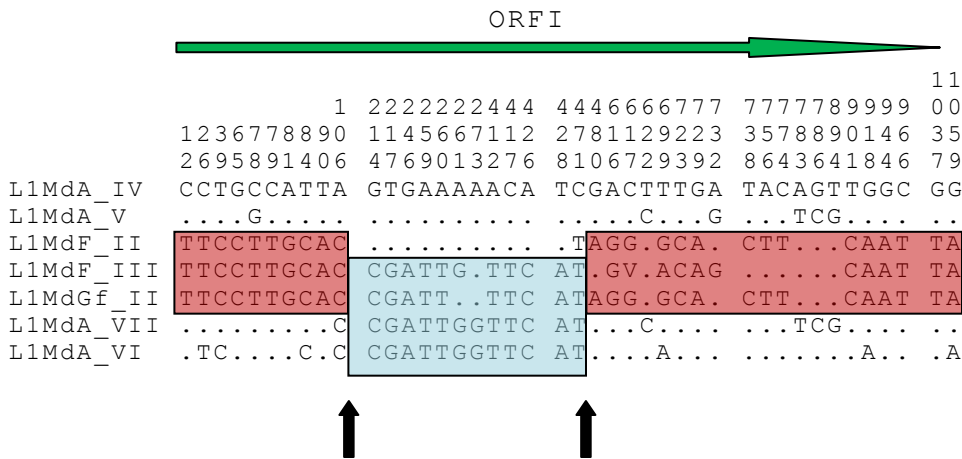 ORFI
11
1 2222222444 4446666777 7777789999 00
1236778890 1145667112 2781129223 3578890146 35
2695891406 4769013276 8106729392 8643641846 79
L1MdA_IV CCTGCCATTA GTGAAAAACA TCGACTTTGA TACAGTTGGC GG
L1MdA_V ....G..... .......... .....C...G ...TCG.... ..
L1MdF_II TTCCTTGCAC .......... .TAGG.GCA. CTT...CAAT TA
L1MdF_III TTCCTTGCAC CGATTG.TTC AT.GV.ACAG ......CAAT TA
L1MdGf_II TTCCTTGCAC CGATT..TTC ATAGG.GCA. CTT...CAAT TA
L1MdA_VII .........C CGATTGGTTC AT...C.... ...TCG.... ..
L1MdA_VI .TC....C.C CGATTGGTTC AT....A... .......A.. .A